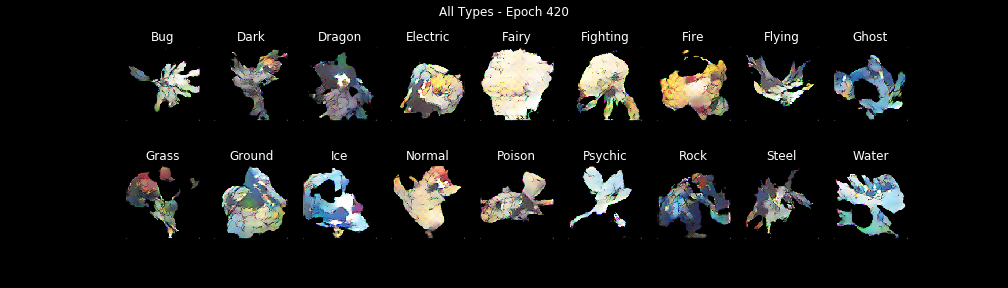 All Types - Epoch 420
Bug Dark Dragon Electric Fairy Fighting Fire Flying Ghost
Grass Ground Ice Normal Poison Psychic Rock Steel Water